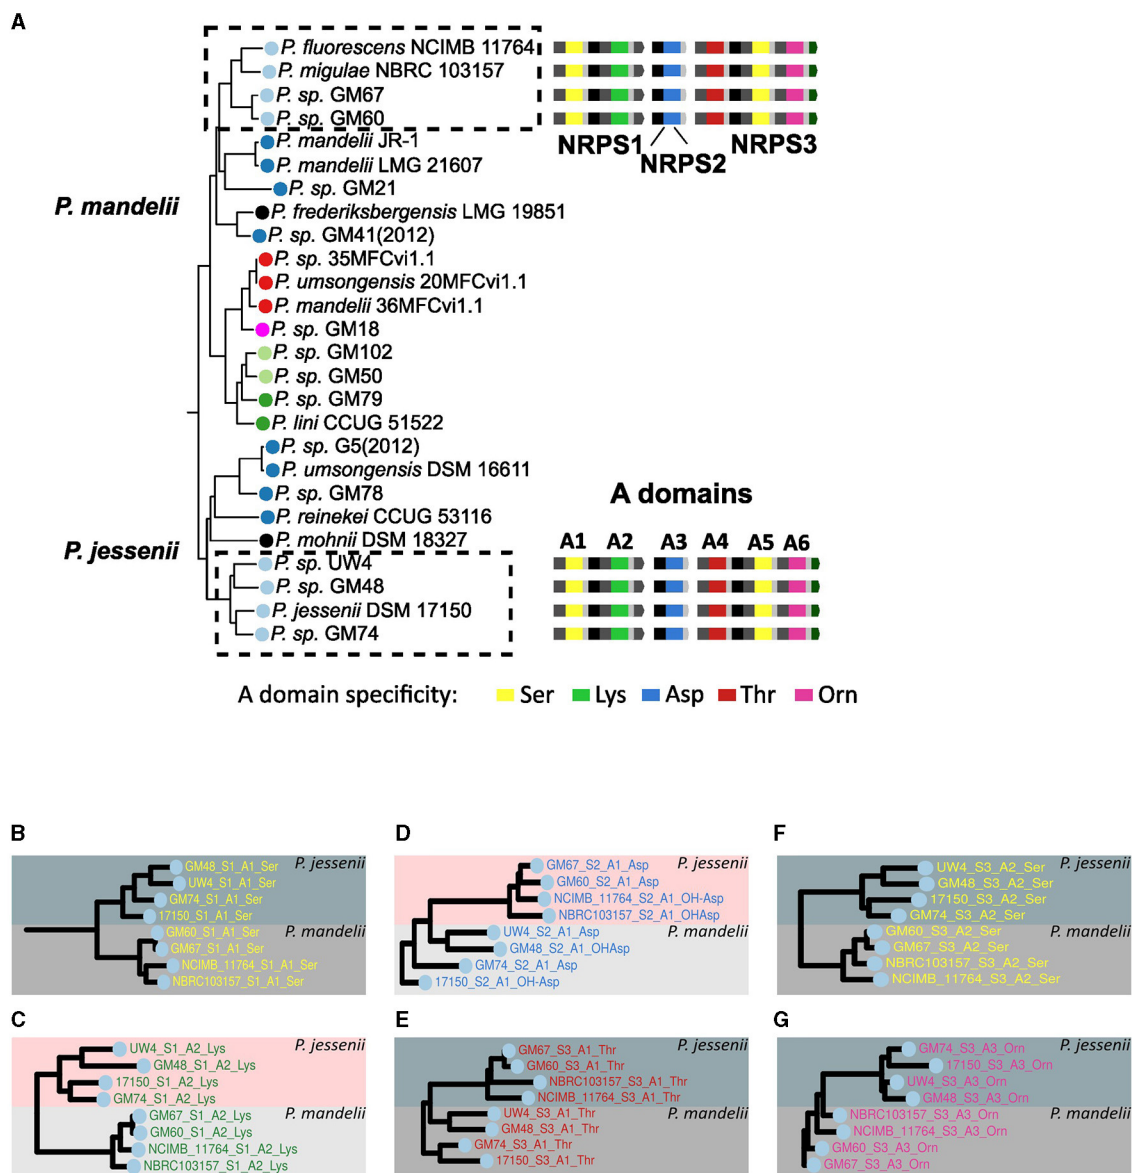 A
P. fluorescens NCIMB 11764
P. migulae NBRC 103157
P. sp. GM67
P. sp. GM60
NRPS1
NRPS2
NRPS3
P. mandelii JR-1
P. mandelii LMG 21607
P. sp. GM21
P. mandelii
P. frederiksbergensis LMG 19851
P. sp. GM41(2012)
P. sp. 35MFCvi1.1
P. umsongensis 20MFCvi1.1
P. mandelii 36MFCvi1.1
P. sp. GM18
P. sp. GM102
P. sp. GM50
P. sp. GM79
P. lini CCUG 51522
P. sp. G5(2012)
P. umsongensis DSM 16611
P. sp. GM78
P. reinekei CCUG 53116
P. jessenii
P. mohnii DSM 18327
P. sp. UW4
P. sp. GM48
P. jessenii DSM 17150
P. sp. GM74
A domains
A1 A2 A3 A4 A5 A6
A domain specificity: Ser Lys Asp Thr Orn
B
P. jessenii
GM48_S1_A1_Ser
UW4_S1_A1_Ser
GM74_S1_A1_Ser
17150_S1_A1_Ser
P. mandelii
GM60_S1_A1_Ser
GM67_S1_A1_Ser
NCIMB_11764_S1_A1_Ser
NBRC103157_S1_A1_Ser
C
P. jessenii
UW4_S1_A2_Lys
GM48_S1_A2_Lys
17150_S1_A2_Lys
GM74_S1_A2_Lys
P. mandelii
GM67_S1_A2_Lys
GM60_S1_A2_Lys
NCIMB_11764_S1_A2_Lys
NBRC103157_S1_A2_Lys
D
P. jessenii
GM67_S2_A1_Asp
GM60_S2_A1_Asp
NCIMB_11764_S2_A1_OH-Asp
NBRC103157_S2_A1_OHAsp
P. mandelii
UW4_S2_A1_Asp
GM48_S2_A1_OHAsp
GM74_S2_A1_Asp
17150_S2_A1_OH-Asp
E
P. jessenii
GM67_S3_A1_Thr
GM60_S3_A1_Thr
NBRC103157_S3_A1_Thr
NCIMB_11764_S3_A1_Thr
P. mandelii
UW4_S3_A1_Thr
GM48_S3_A1_Thr
GM74_S3_A1_Thr
17150_S3_A1_Thr
F
P. jessenii
UW4_S3_A2_Ser
GM48_S3_A2_Ser
17150_S3_A2_Ser
GM74_S3_A2_Ser
P. mandelii
GM60_S3_A2_Ser
GM67_S3_A2_Ser
NBRC103157_S3_A2_Ser
NCIMB_11764_S3_A2_Ser
G
P. jessenii
GM74_S3_A3_Orn
17150_S3_A3_Orn
UW4_S3_A3_Orn
GM48_S3_A3_Orn
P. mandelii
NBRC103157_S3_A3_Orn
NCIMB_11764_S3_A3_Orn
GM60_S3_A3_Orn
GM67_S3_A3_Orn